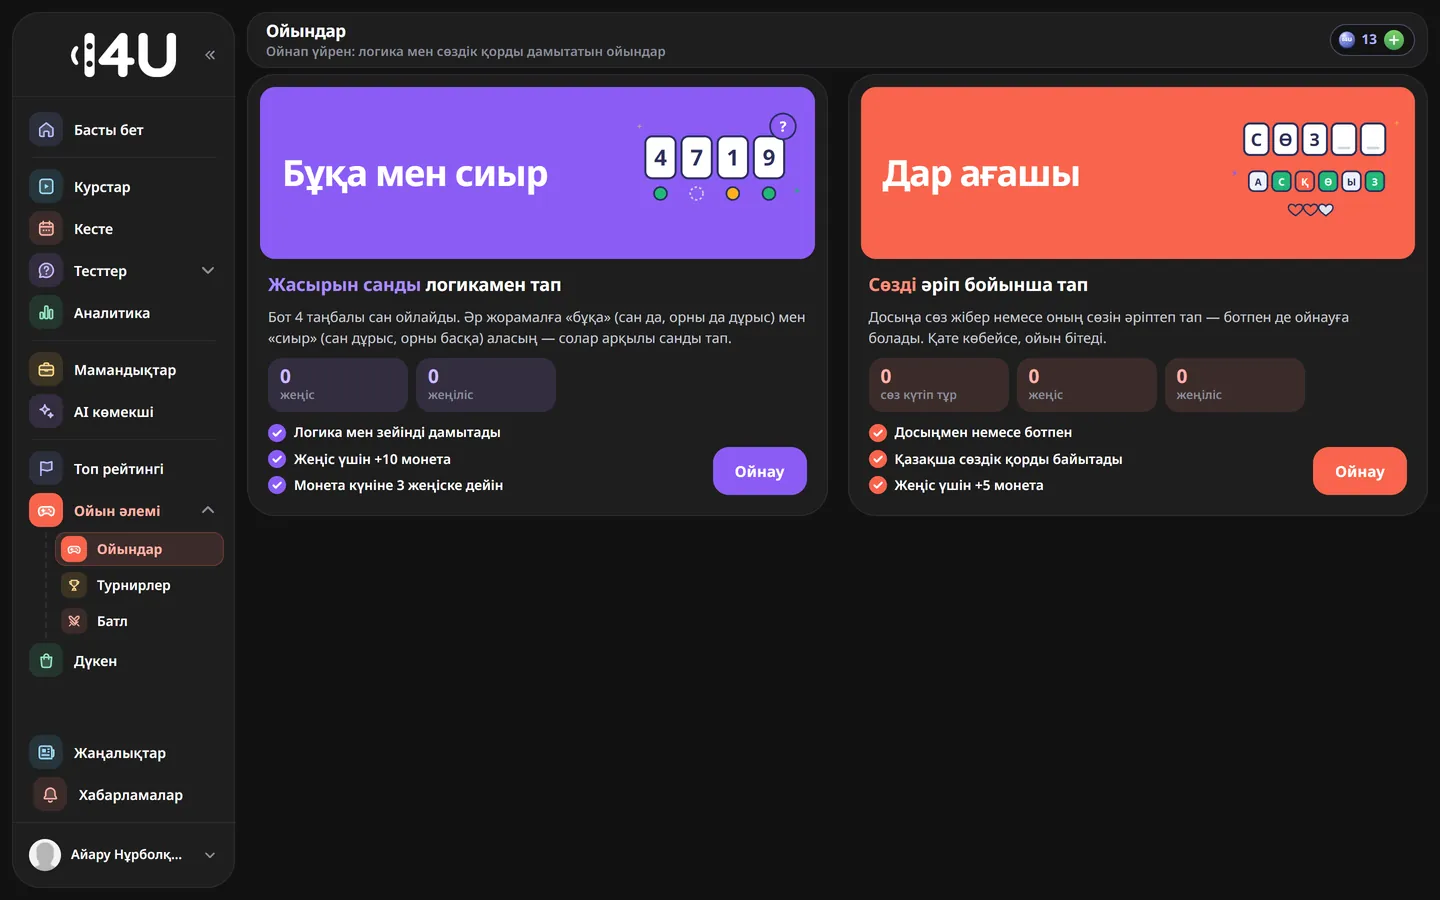 I4U
Басты бет
Курстар
Кесте
Тесттер
Аналитика
Мамандықтар
AI көмекші
Топ рейтингі
Ойын әлемі
Ойындар
Турнирлер
Батл
Дүкен
Жаңалықтар
Хабарламалар
Айару Нұрболқ...
Ойындар
Ойнап үйрен: логика мен сөздік қорды дамытатын ойындар
13
Бұқа мен сиыр
?
4 7 1 9
Жасырын санды логикамен тап
Бот 4 таңбалы сан ойлайды. Әр жорамалға «бұқа» (сан да, орны да дұрыс) мен
«сиыр» (сан дұрыс, орны басқа) аласың — солар арқылы санды тап.
0
жеңіс
0
жеңіліс
Логика мен зейінді дамытады
Жеңіс үшін +10 монета
Монета күніне 3 жеңіске дейін
Ойнау
Дар ағашы
С Ө З _ _
А С Қ Ө Ы З
Сөзді әріп бойынша тап
Досыңа сөз жібер немесе оның сөзін әріптеп тап — ботпен де ойнауға
болады. Қате көбейсе, ойын бітеді.
0
сөз күтіп тұр
0
жеңіс
0
жеңіліс
Досыңмен немесе ботпен
Қазақша сөздік қорды байытады
Жеңіс үшін +5 монета
Ойнау